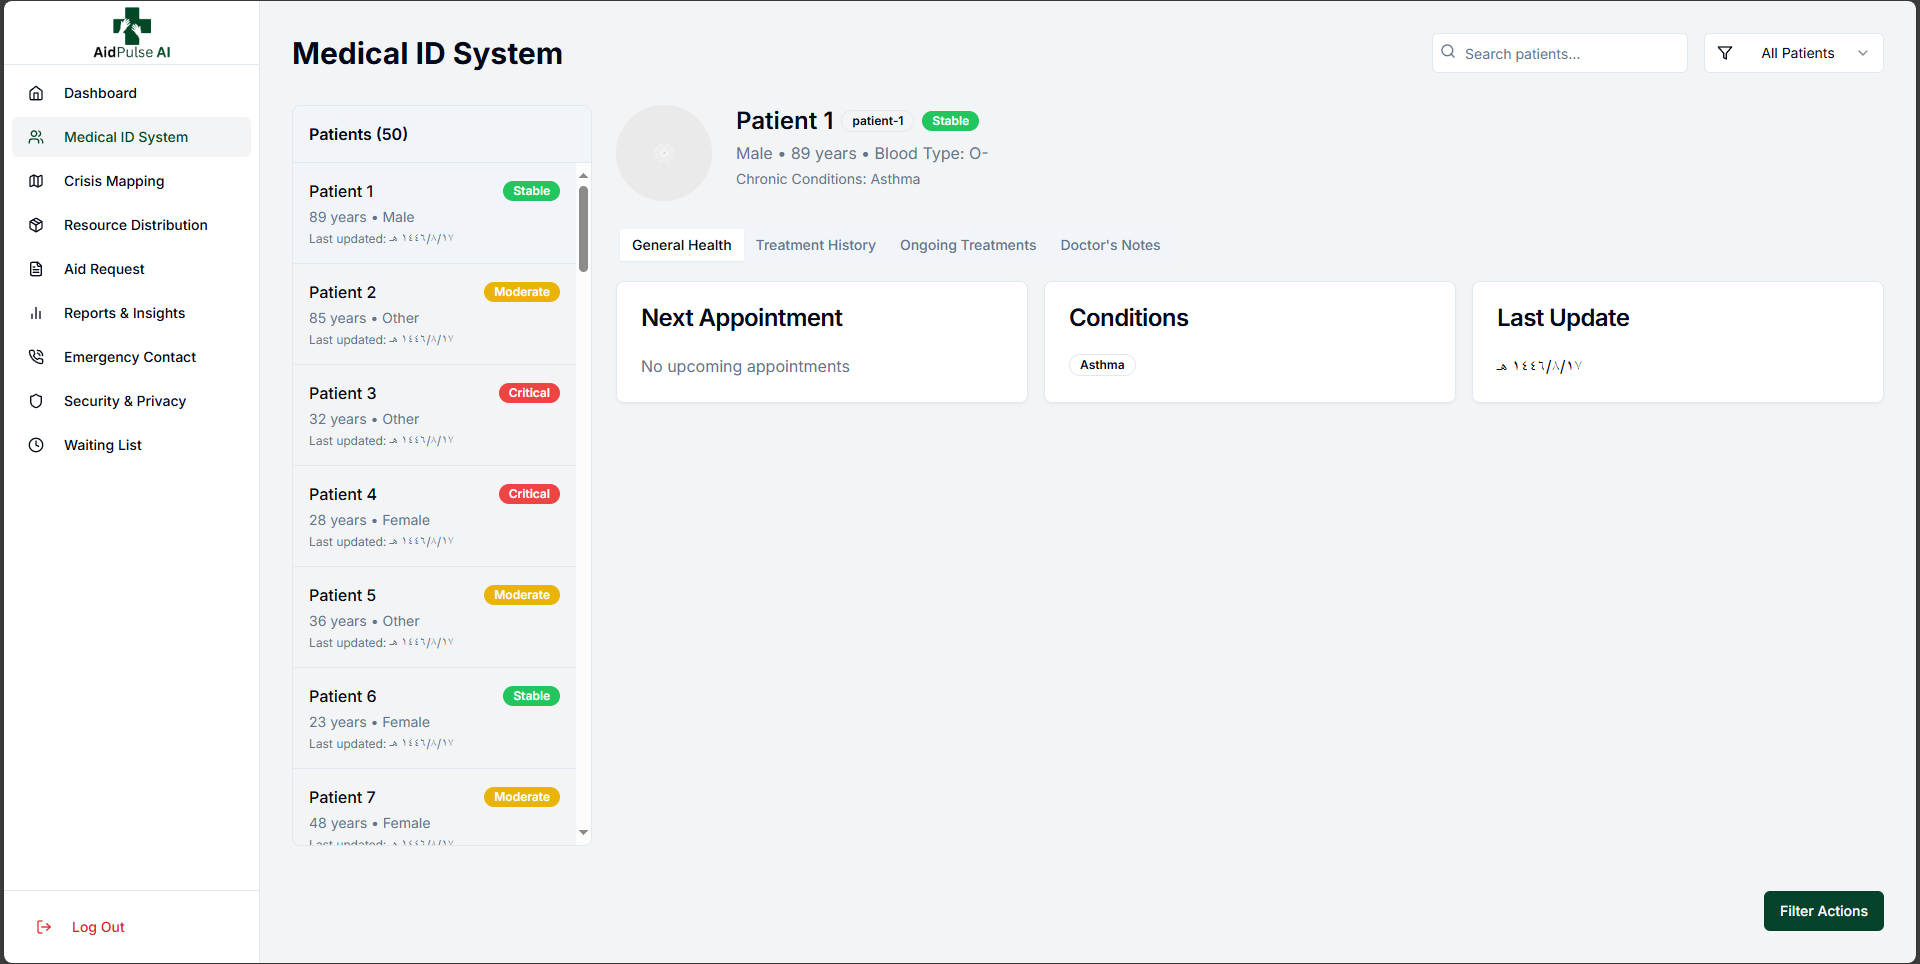 AidPulse AI
Dashboard
Medical ID System
Crisis Mapping
Resource Distribution
Aid Request
Reports & Insights
Emergency Contact
Security & Privacy
Waiting List
Log Out
Medical ID System
Search patients...
All Patients
Patients (50)
Patient 1
Stable
89 years • Male
Last updated: ١٧‏/٨‏/١٤٤٦ هـ
Patient 2
Moderate
85 years • Other
Last updated: ١٧‏/٨‏/١٤٤٦ هـ
Patient 3
Critical
32 years • Other
Last updated: ١٧‏/٨‏/١٤٤٦ هـ
Patient 4
Critical
28 years • Female
Last updated: ١٧‏/٨‏/١٤٤٦ هـ
Patient 5
Moderate
36 years • Other
Last updated: ١٧‏/٨‏/١٤٤٦ هـ
Patient 6
Stable
23 years • Female
Last updated: ١٧‏/٨‏/١٤٤٦ هـ
Patient 7
Moderate
48 years • Female
Last updated: ١٧‏/٨‏/١٤٤٦ هـ
Patient 1 patient-1 Stable
Male • 89 years • Blood Type: O-
Chronic Conditions: Asthma
General Health Treatment History Ongoing Treatments Doctor's Notes
Next Appointment
No upcoming appointments
Conditions
Asthma
Last Update
١٧‏/٨‏/١٤٤٦ هـ
Filter Actions